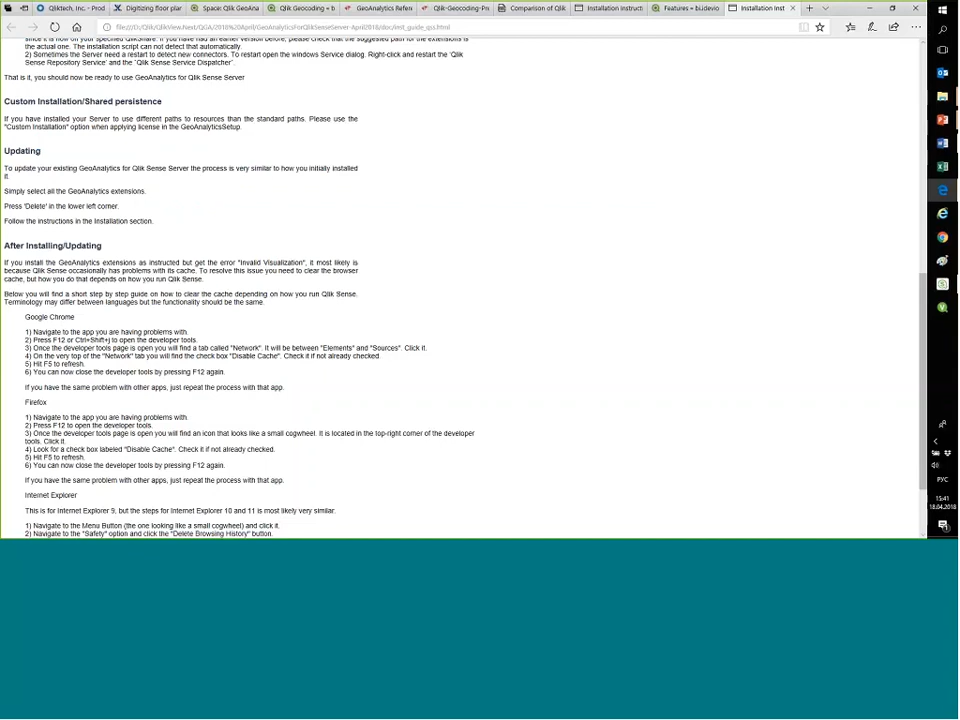 Qliktech, Inc. - Prod
Digitizing floor plar
Space: Qlik GeoAna
Qlik Geocoding + b
GeoAnalytics Refere
Qlik-Geocoding-Pr
Comparison of Qlik
Installation instructi
Features +
Installation Inst
file:///D:/Qlik/QlikView.Next/QGA/2018%20April/GeoAnalyticsForQlikSenseServer-April2018/doc/inst_guide_qss.html
since it is now on your specified QlikShare. If you have had an earlier version before, please check that the suggested path for the extensions is
the actual one. The installation script can not detect that automatically.
2) Sometimes the Server need a restart to detect new connectors. To restart open the windows Service dialog. Right-click and restart the 'Qlik
Sense Repository Service' and the `Qlik Sense Service Dispatcher'.
That is it, you should now be ready to use GeoAnalytics for Qlik Sense Server
Custom Installation/Shared persistence
If you have installed your Server to use different paths to resources than the standard paths. Please use the
"Custom Installation" option when applying license in the GeoAnalyticsSetup.
Updating
To update your existing GeoAnalytics for Qlik Sense Server the process is very similar to how you initially installed
it.
Simply select all the GeoAnalytics extensions.
Press 'Delete' in the lower left corner.
Follow the instructions in the Installation section.
After Installing/Updating
If you install the GeoAnalytics extensions as instructed but get the error "Invalid Visualization", it most likely is
because Qlik Sense occasionally has problems with its cache. To resolve this issue you need to clear the browser
cache, but how you do that depends on how you run Qlik Sense.
Below you will find a short step by step guide on how to clear the cache depending on how you run Qlik Sense.
Terminology may differ between languages but the functionality should be the same.
Google Chrome
1) Navigate to the app you are having problems with.
2) Press F12 or Ctrl+Shift+j to open the developer tools.
3) Once the developer tools page is open you will find a tab called "Network". It will be between "Elements" and "Sources". Click it.
4) On the very top of the "Network" tab you will find the check box "Disable Cache". Check it if not already checked
5) Hit F5 to refresh.
6) You can now close the developer tools by pressing F12 again.
If you have the same problem with other apps, just repeat the process with that app.
Firefox
1) Navigate to the app you are having problems with.
2) Press F12 to open the developer tools.
3) Once the developer tools page is open you will find an icon that looks like a small cogwheel. It is located in the top-right corner of the developer
tools. Click it.
4) Look for a check box labeled "Disable Cache". Check it if not already checked.
5) Hit F5 to refresh.
6) You can now close the developer tools by pressing F12 again.
If you have the same problem with other apps, just repeat the process with that app.
Internet Explorer
This is for Internet Explorer 9, but the steps for Internet Explorer 10 and 11 is most likely very similar:
1) Navigate to the Menu Button (the one looking like a small cogwheel) and click it.
2) Navigate to the "Safety" option and click the "Delete Browsing History" button.
РУС
15:41
18.04.2018